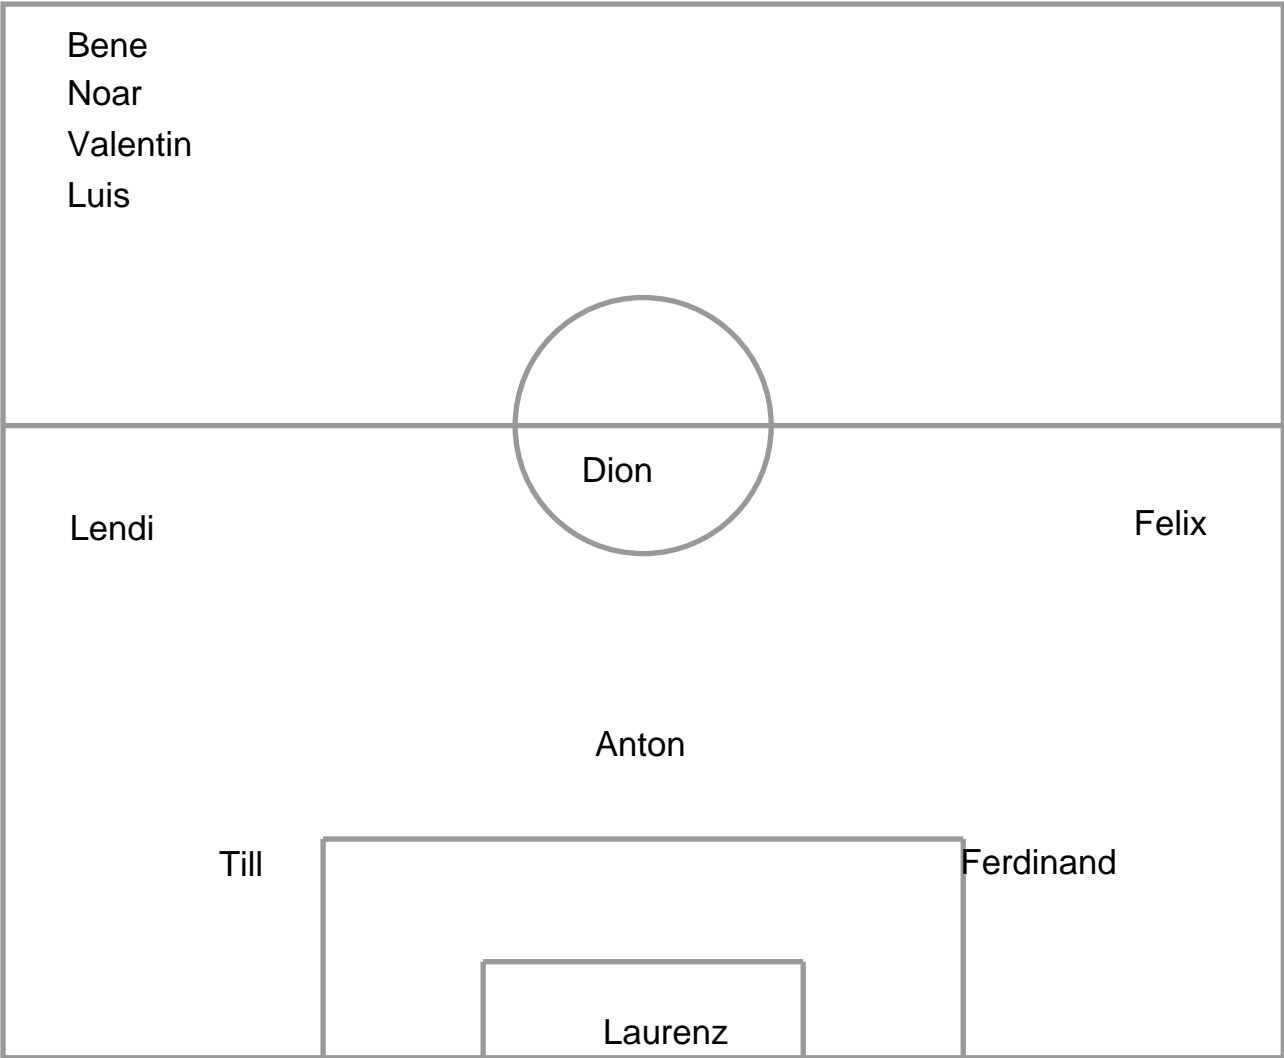 Bene
Noar
Valentin
Luis
Dion
Lendi
Felix
Anton
Till
Ferdinand
Laurenz